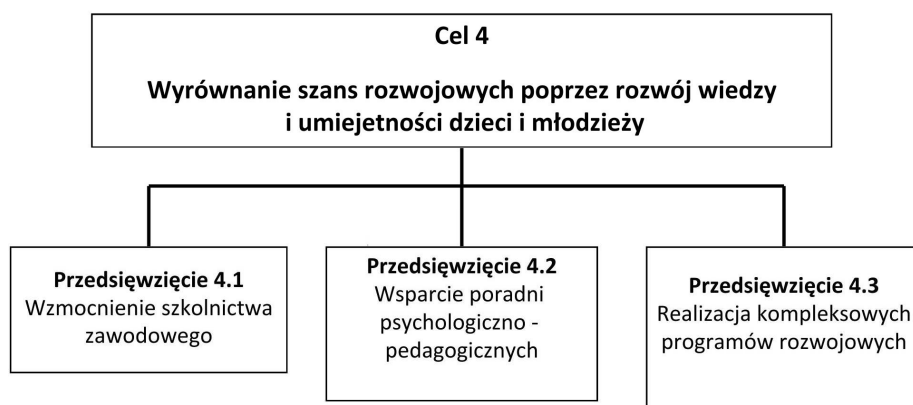 Cel 4
Wyrównanie szans rozwojowych poprzez rozwój wiedzy
i umiejetności dzieci i młodzieży
Przedsięwzięcie 4.1
Wzmocnienie szkolnictwa
zawodowego
Przedsięwzięcie 4.2
Wsparcie poradni
psychologiczno -
pedagogicznych
Przedsięwzięcie 4.3
Realizacja kompleksowych
programów rozwojowych